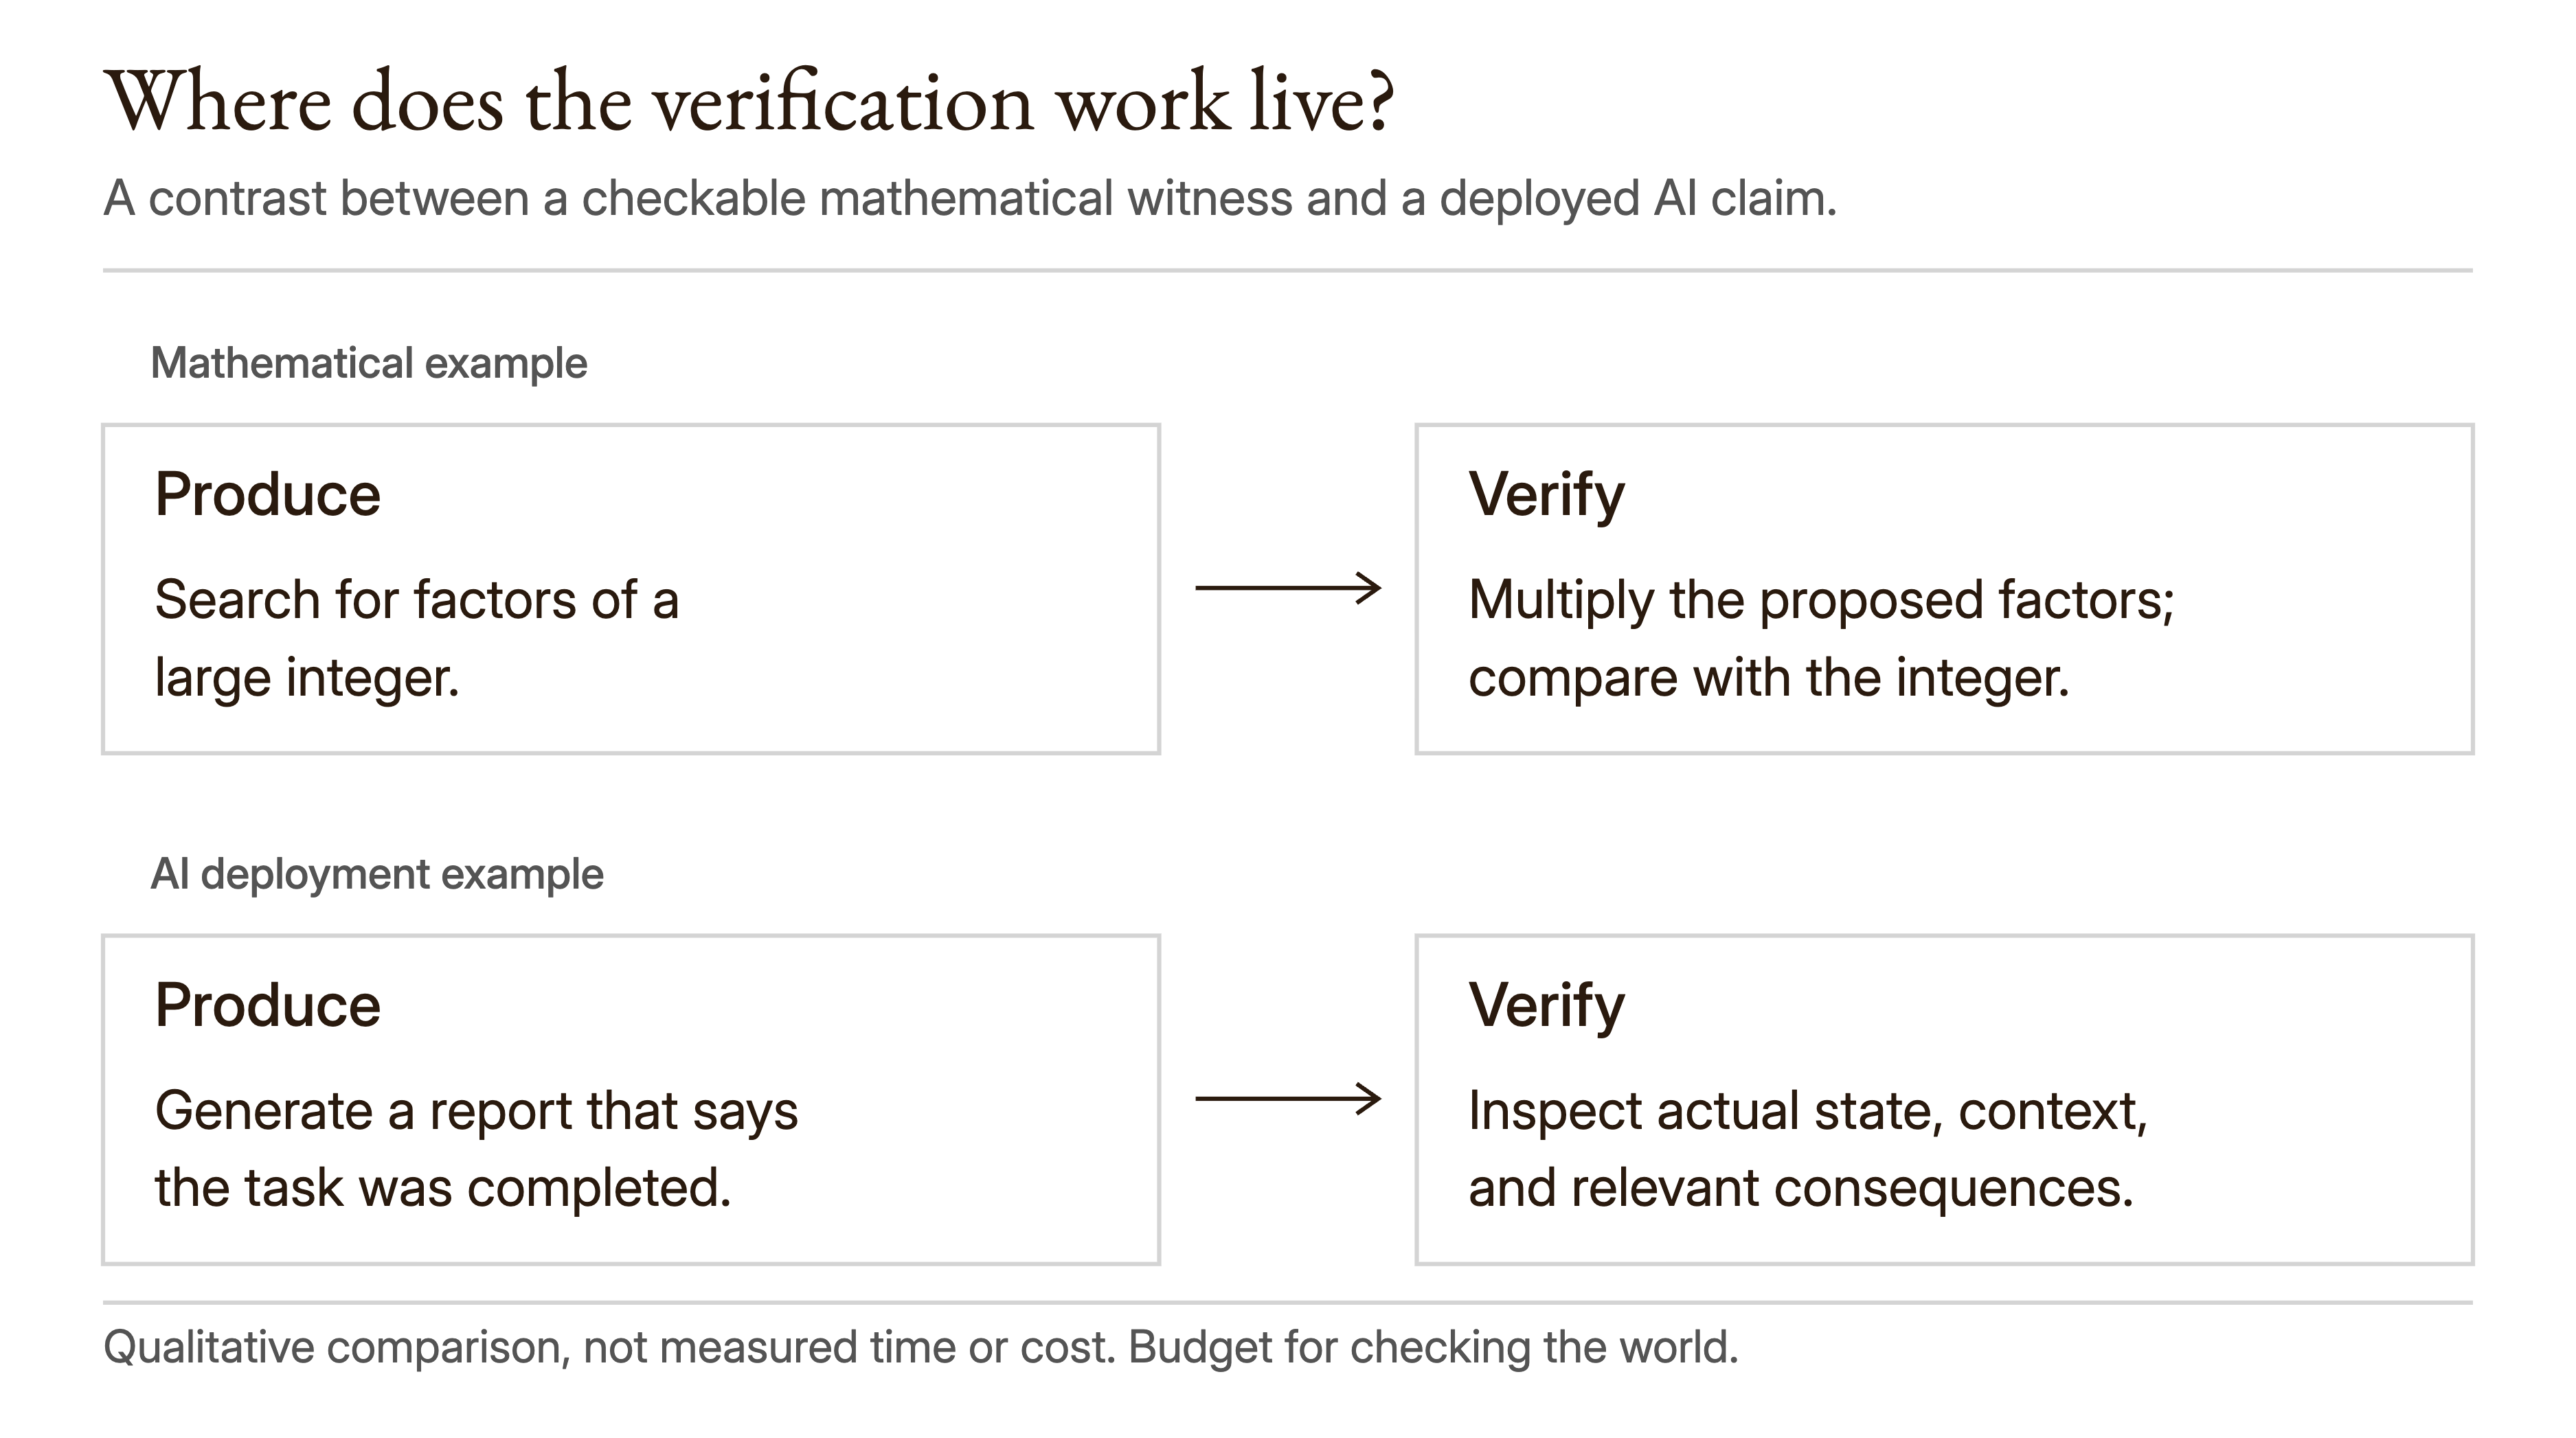 Where does the verification work live?
A contrast between a checkable mathematical witness and a deployed AI claim.
Mathematical example
Produce
Search for factors of a
large integer.
Verify
Multiply the proposed factors;
compare with the integer.
AI deployment example
Produce
Generate a report that says
the task was completed.
Verify
Inspect actual state, context,
and relevant consequences.
Qualitative comparison, not measured time or cost. Budget for checking the world.